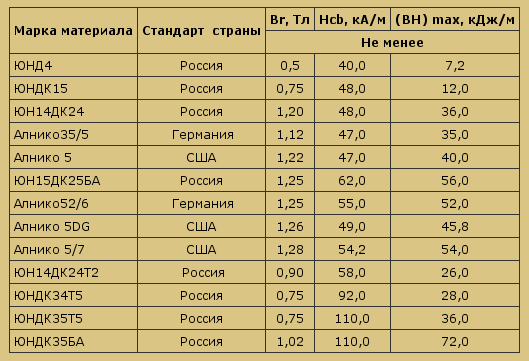 Марка материала Стандарт страны Br, Тл Hcb, кА/м (BH) max, кДж/м
Не менее
ЮНД4 Россия 0,5 40,0 7,2
ЮНДК15 Россия 0,75 48,0 12,0
ЮН14ДК24 Россия 1,20 48,0 36,0
Алнико35/5 Германия 1,12 47,0 35,0
Алнико 5 США 1,22 47,0 40,0
ЮН15ДК25БА Россия 1,25 62,0 56,0
Алнико52/6 Германия 1,25 55,0 52,0
Алнико 5DG США 1,26 49,0 45,8
Алнико 5/7 США 1,28 54,2 54,0
ЮН14ДК24Т2 Россия 0,90 58,0 26,0
ЮНДК34Т5 Россия 0,75 92,0 28,0
ЮНДК35Т5 Россия 0,75 110,0 36,0
ЮНДК35БА Россия 1,02 110,0 72,0